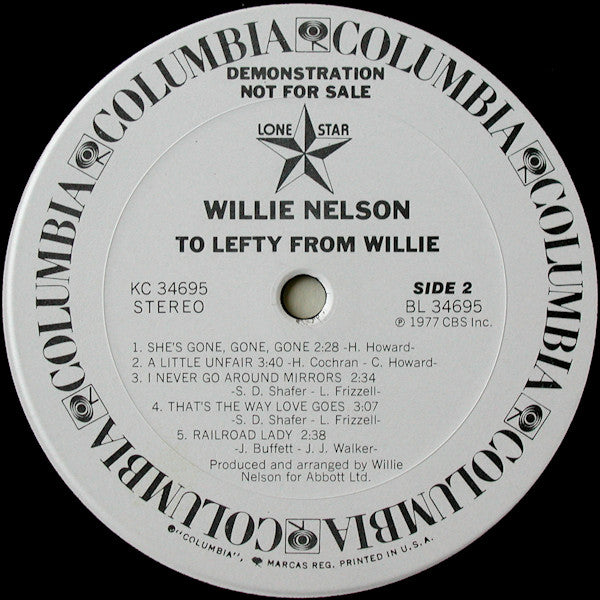 COLUMBIA COLUMBIA COLUMBIA COLUMBIA COLUMBIA COLUMBIA COLUMBIA COLUMBIA
DEMONSTRATION
NOT FOR SALE
LONE STAR
WILLIE NELSON
TO LEFTY FROM WILLIE
KC 34695
STEREO
SIDE 2
BL 34695
℗ 1977 CBS Inc.
1. SHE'S GONE, GONE, GONE 2:28 -H. Howard-
2. A LITTLE UNFAIR 3:40 -H. Cochran - C. Howard-
3. I NEVER GO AROUND MIRRORS 2:34
-S. D. Shafer - L. Frizzell-
4. THAT'S THE WAY LOVE GOES 3:07
-S. D. Shafer - L. Frizzell-
5. RAILROAD LADY 2:38
-J. Buffett - J. J. Walker-
Produced and arranged by Willie
Nelson for Abbott Ltd.
®"COLUMBIA", MARCAS REG. PRINTED IN U.S.A.